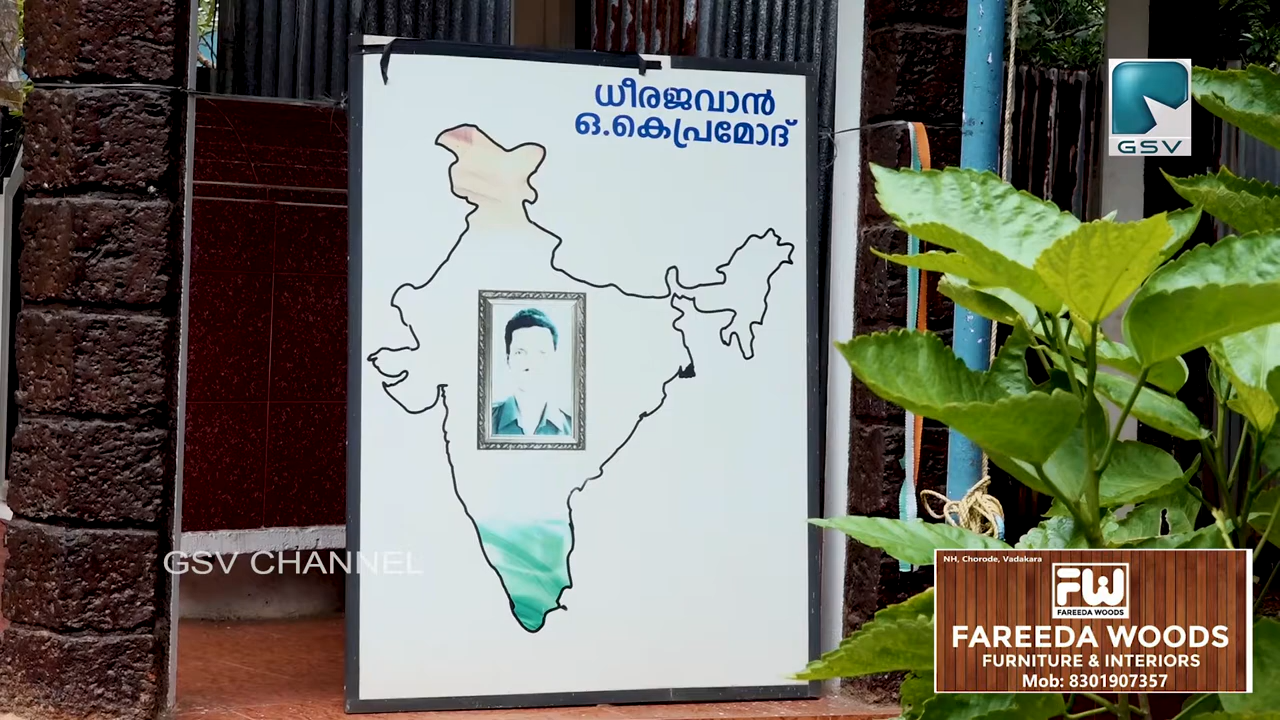 ധീരജവാൻ
ഒ.കെപ്രമോദ്
GSV
GSV CHANNEL
NH, Chorode, Vadakara
FW
FAREEDA WOODS
FAREEDA WOODS
FURNITURE & INTERIORS
Mob: 8301907357